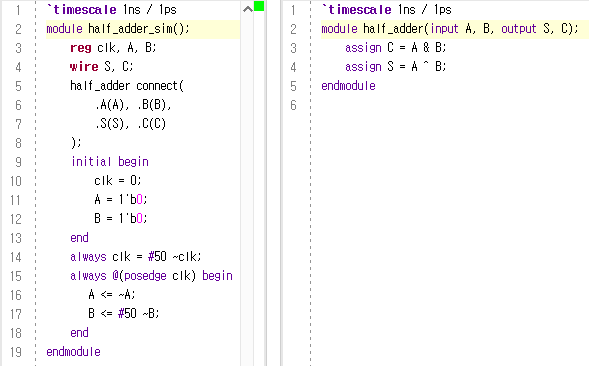 1 `timescale 1ns / 1ps
2 module half_adder_sim();
3 reg clk, A, B;
4 wire S, C;
5 half_adder connect(
6 .A(A), .B(B),
7 .S(S), .C(C)
8 );
9 initial begin
10 clk = 0;
11 A = 1'b0;
12 B = 1'b0;
13 end
14 always clk = #50 ~clk;
15 always @(posedge clk) begin
16 A <= ~A;
17 B <= #50 ~B;
18 end
19 endmodule
1 `timescale 1ns / 1ps
2 module half_adder(input A, B, output S, C);
3 assign C = A & B;
4 assign S = A ^ B;
5 endmodule
6